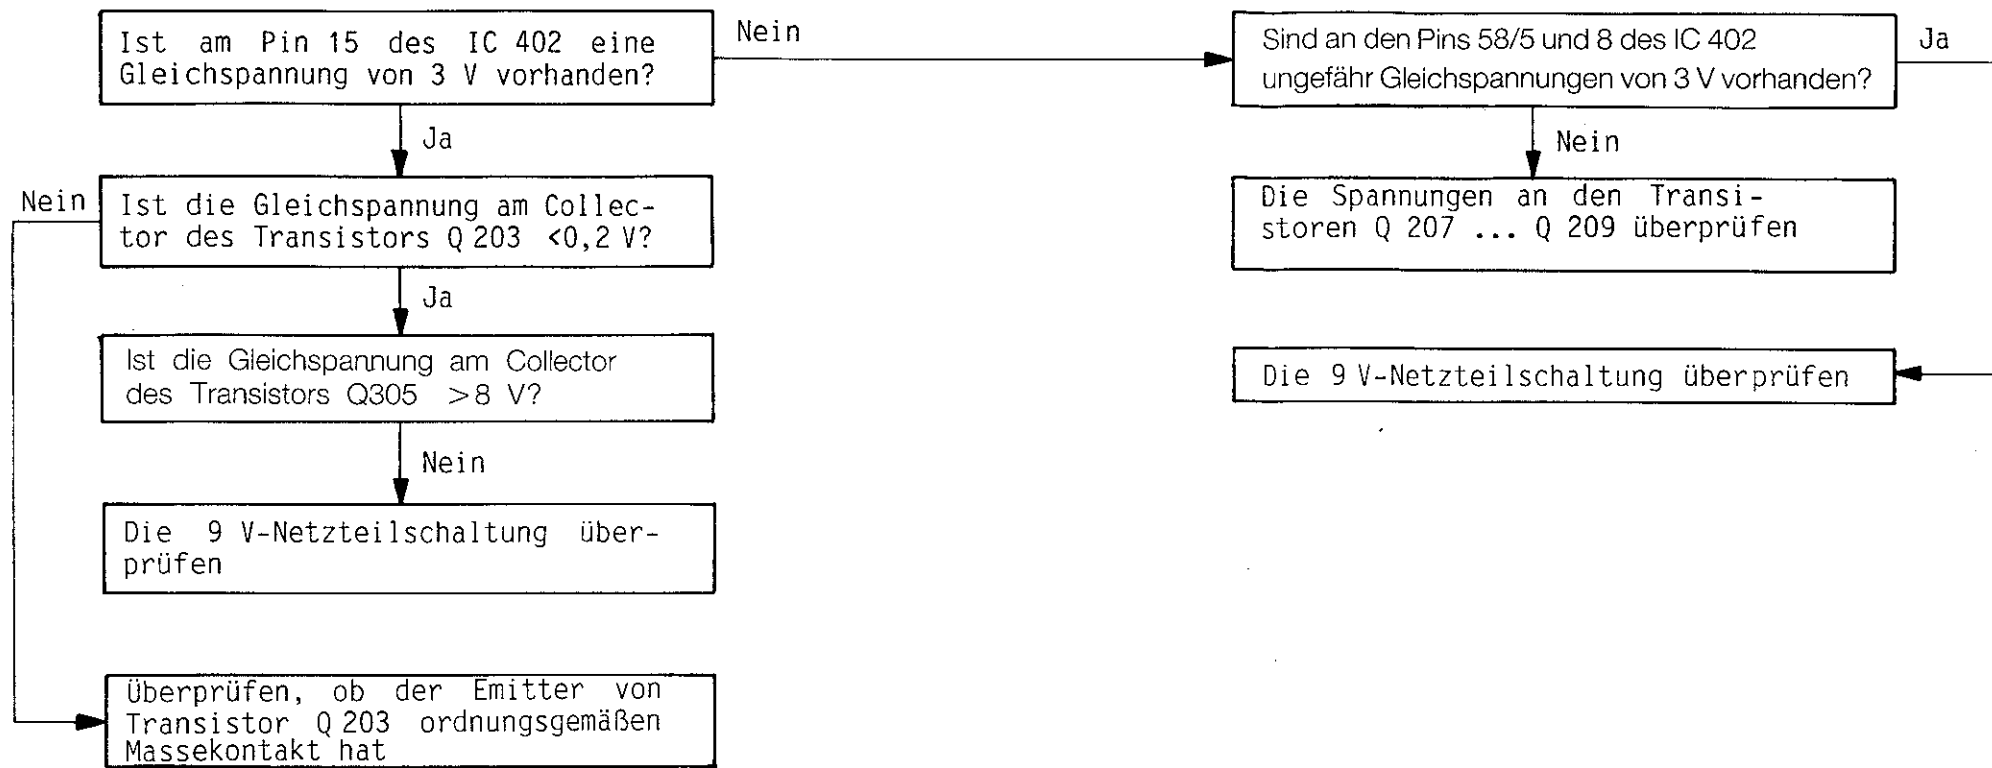 Ist am Pin 15 des IC 402 eine
Gleichspannung von 3 V vorhanden?
Nein
Sind an den Pins 58/5 und 8 des IC 402
ungefähr Gleichspannungen von 3 V vorhanden?
Ja
Ja
Nein
Nein
Ist die Gleichspannung am Collec-
tor des Transistors Q 203 <0,2 V?
Die Spannungen an den Transi-
storen Q 207 ... Q 209 überprüfen
Ja
Ist die Gleichspannung am Collector
des Transistors Q305 >8 V?
Die 9 V-Netzteilschaltung überprüfen
Nein
Die 9 V-Netzteilschaltung über-
prüfen
Überprüfen, ob der Emitter von
Transistor Q 203 ordnungsgemäßen
Massekontakt hat